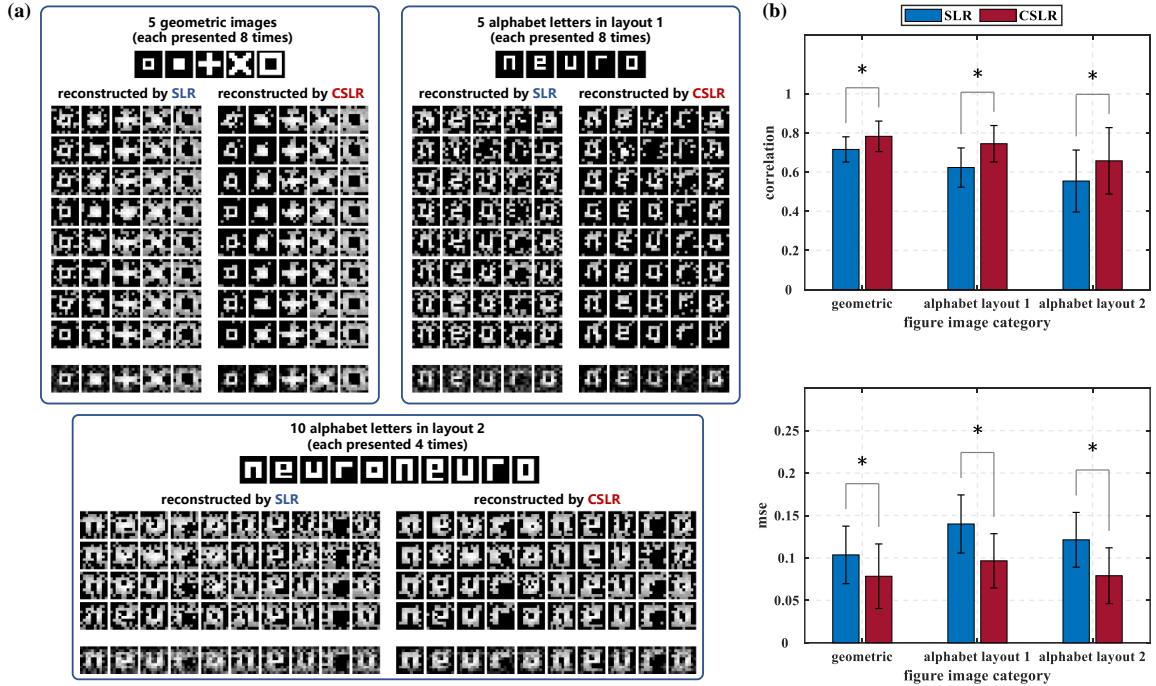 (a)
5 geometric images
(each presented 8 times)
reconstructed by SLR
reconstructed by CSLR
5 alphabet letters in layout 1
(each presented 8 times)
n e u r o
reconstructed by SLR
reconstructed by CSLR
10 alphabet letters in layout 2
(each presented 4 times)
n e u r o n e u r o
reconstructed by SLR
reconstructed by CSLR
(b)
SLR CSLR
correlation
1
0.8
0.6
0.4
0.2
0
* * *
geometric alphabet layout 1 alphabet layout 2
figure image category
mse
0.25
0.2
0.15
0.1
0.05
0
* * *
geometric alphabet layout 1 alphabet layout 2
figure image category